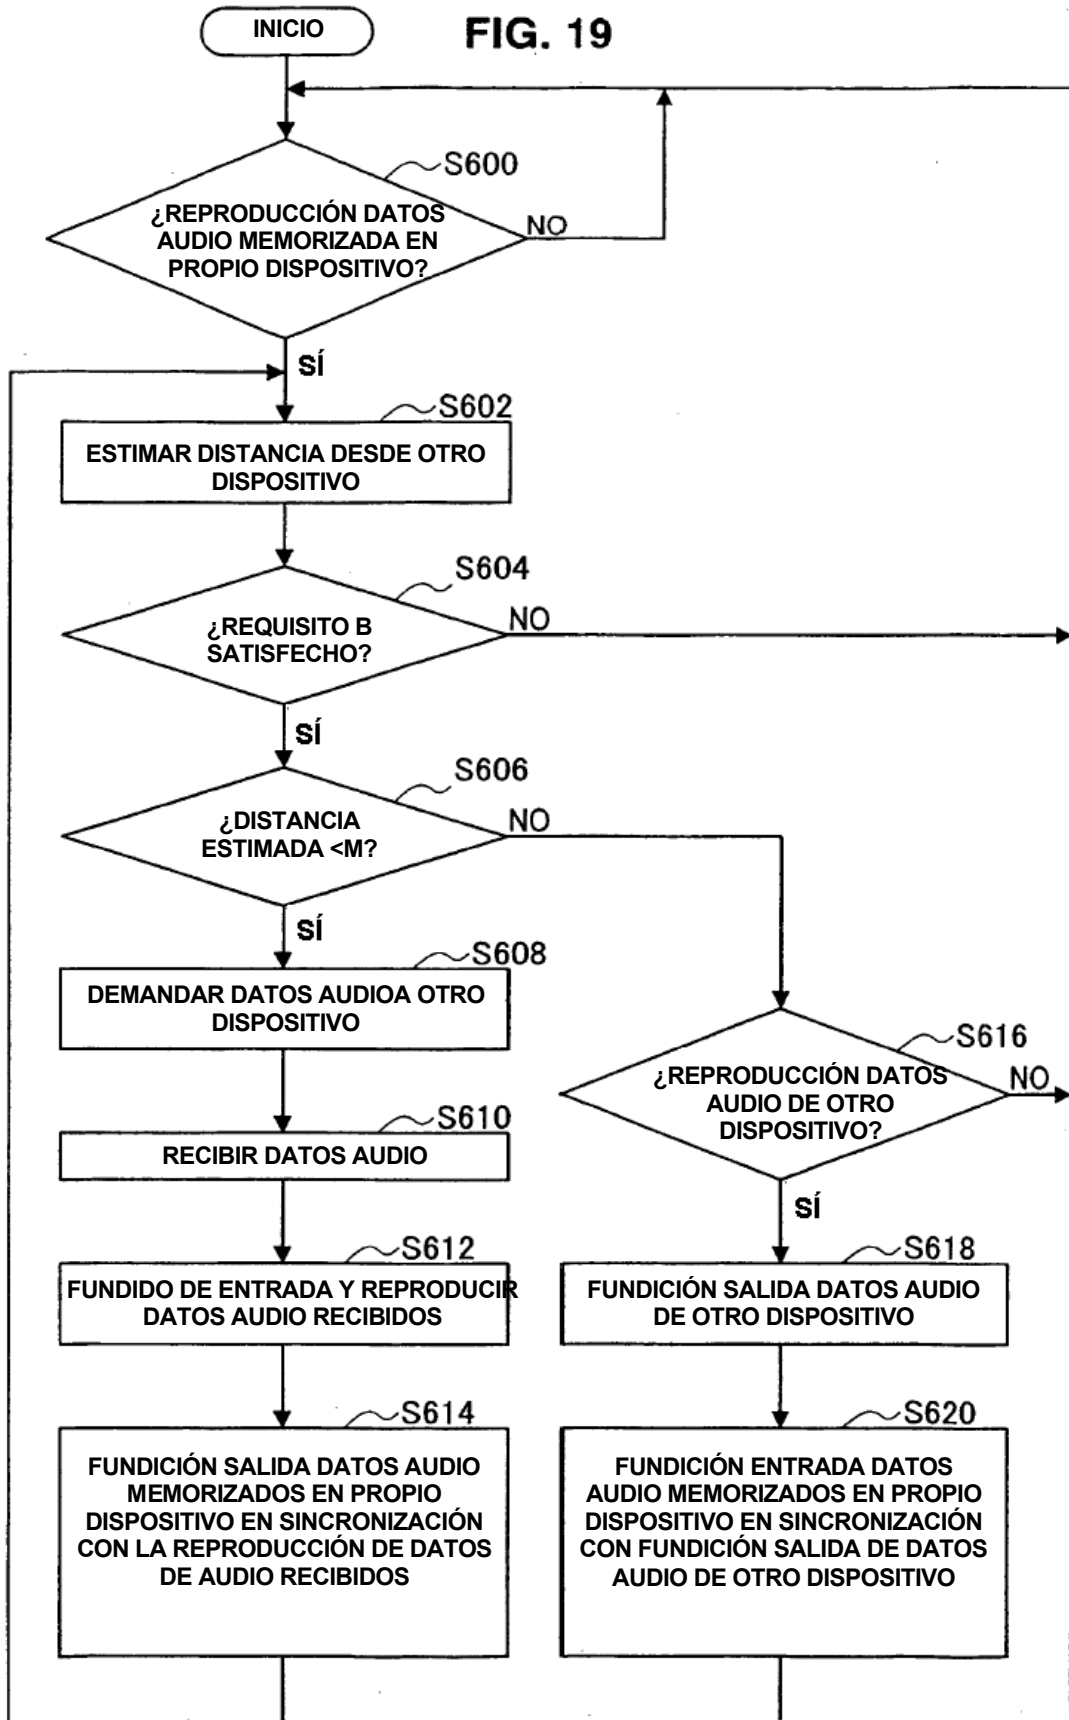 INICIO
FIG. 19
S600
¿REPRODUCCIÓN DATOS
AUDIO MEMORIZADA EN
PROPIO DISPOSITIVO?
NO
SÍ
S602
ESTIMAR DISTANCIA DESDE OTRO
DISPOSITIVO
S604
¿REQUISITO B
SATISFECHO?
NO
SÍ
S606
¿DISTANCIA
ESTIMADA <M?
NO
SÍ
S608
DEMANDAR DATOS AUDIOA OTRO
DISPOSITIVO
S616
¿REPRODUCCIÓN DATOS
AUDIO DE OTRO
DISPOSITIVO?
NO
SÍ
S610
RECIBIR DATOS AUDIO
S612
FUNDIDO DE ENTRADA Y REPRODUCIR
DATOS AUDIO RECIBIDOS
S618
FUNDICIÓN SALIDA DATOS AUDIO
DE OTRO DISPOSITIVO
S614
FUNDICIÓN SALIDA DATOS AUDIO
MEMORIZADOS EN PROPIO
DISPOSITIVO EN SINCRONIZACIÓN
CON LA REPRODUCCIÓN DE DATOS
DE AUDIO RECIBIDOS
S620
FUNDICIÓN ENTRADA DATOS
AUDIO MEMORIZADOS EN PROPIO
DISPOSITIVO EN SINCRONIZACIÓN
CON FUNDICIÓN SALIDA DE DATOS
AUDIO DE OTRO DISPOSITIVO